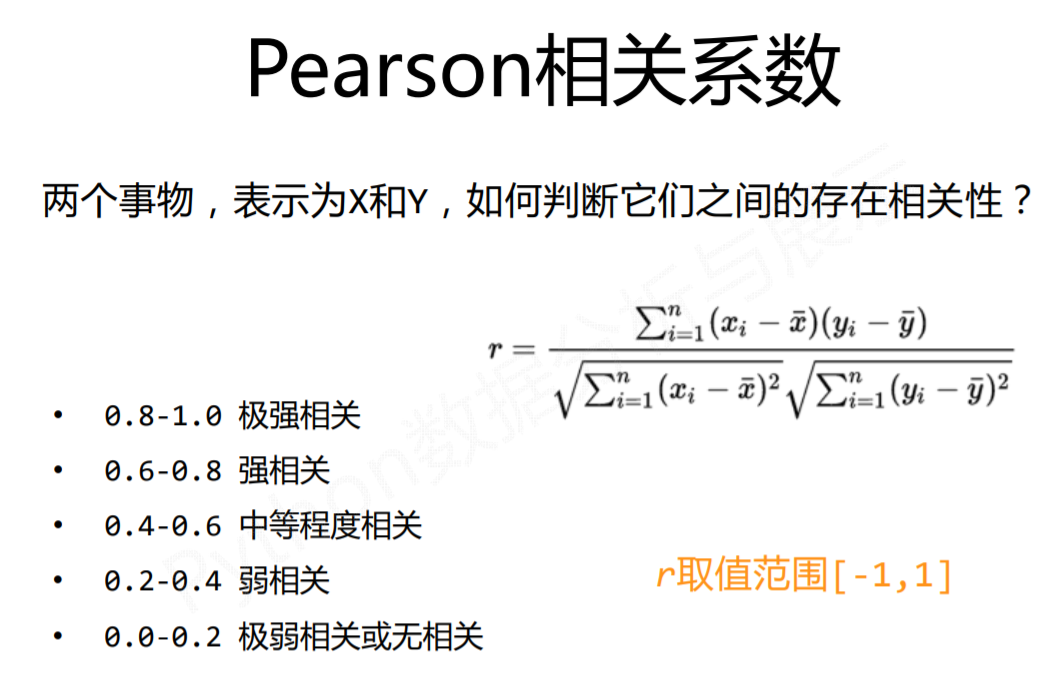 Pearson相关系数
两个事物，表示为X和Y，如何判断它们之间的存在相关性？
r = \frac{\sum_{i=1}^{n}(x_i - \bar{x})(y_i - \bar{y})}{\sqrt{\sum_{i=1}^{n}(x_i - \bar{x})^2}\sqrt{\sum_{i=1}^{n}(y_i - \bar{y})^2}}
• 0.8-1.0 极强相关
• 0.6-0.8 强相关
• 0.4-0.6 中等程度相关
• 0.2-0.4 弱相关
• 0.0-0.2 极弱相关或无相关
r取值范围[-1,1]
Python数据分析与展示